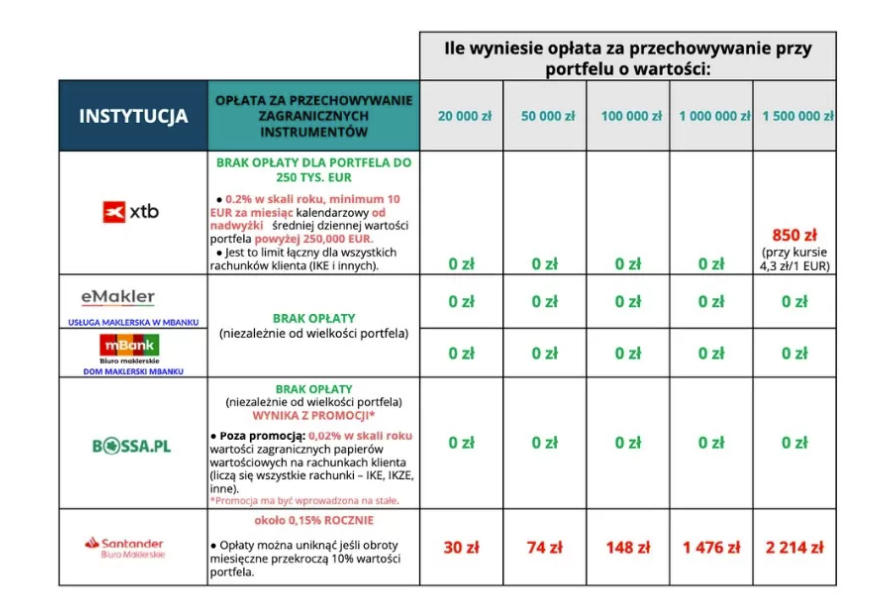 Ile wyniesie opłata za przechowywanie przy
portfelu o wartości:
INSTYTUCJA
OPŁATA ZA PRZECHOWYWANIE
ZAGRANICZNYCH
INSTRUMENTÓW
20 000 zł
50 000 zł
100 000 zł
1 000 000 zł
1 500 000 zł
xtb
BRAK OPŁATY DLA PORTFELA DO
250 TYS. EUR
● 0.2% w skali roku, minimum 10
EUR za miesiąc kalendarzowy od
nadwyżki średniej dziennej wartości
portfela powyżej 250,000 EUR.
● Jest to limit łączny dla wszystkich
rachunków klienta (IKE i innych).
0 zł
0 zł
0 zł
0 zł
850 zł
(przy kursie
4,3 zł/1 EUR)
eMakler
USŁUGA MAKLERSKA W MBANKU
BRAK OPŁATY
(niezależnie od wielkości portfela)
0 zł
0 zł
0 zł
0 zł
0 zł
mBank
Biuro maklerskie
DOM MAKLERSKI MBANKU
0 zł
0 zł
0 zł
0 zł
0 zł
BOSSA.PL
BRAK OPŁATY
(niezależnie od wielkości portfela)
WYNIKA Z PROMOCJI*
● Poza promocją: 0,02% w skali roku
wartości zagranicznych papierów
wartościowych na rachunkach klienta
(liczą się wszystkie rachunki – IKE, IKZE,
inne).
*Promocja ma być wprowadzona na stałe.
0 zł
0 zł
0 zł
0 zł
0 zł
Santander
Biuro Maklerskie
około 0,15% ROCZNIE
● Opłaty można uniknąć jeśli obroty
miesięczne przekroczą 10% wartości
portfela.
30 zł
74 zł
148 zł
1 476 zł
2 214 zł